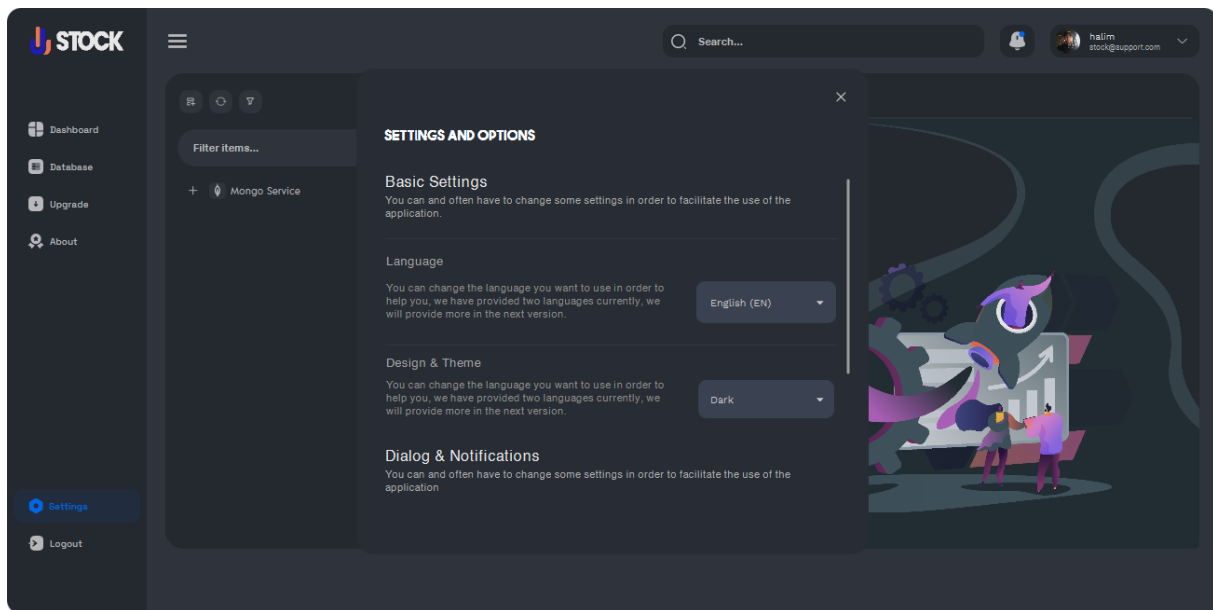 STOCK
Search...
halim
stock@support.com
Dashboard
Database
Upgrade
About
Settings
Logout
Filter items...
Mongo Service
SETTINGS AND OPTIONS
Basic Settings
You can and often have to change some settings in order to facilitate the use of the
application.
Language
You can change the language you want to use in order to
help you, we have provided two languages currently, we
will provide more in the next version.
English (EN)
Design & Theme
You can change the language you want to use in order to
help you, we have provided two languages currently, we
will provide more in the next version.
Dark
Dialog & Notifications
You can and often have to change some settings in order to facilitate the use of the
application